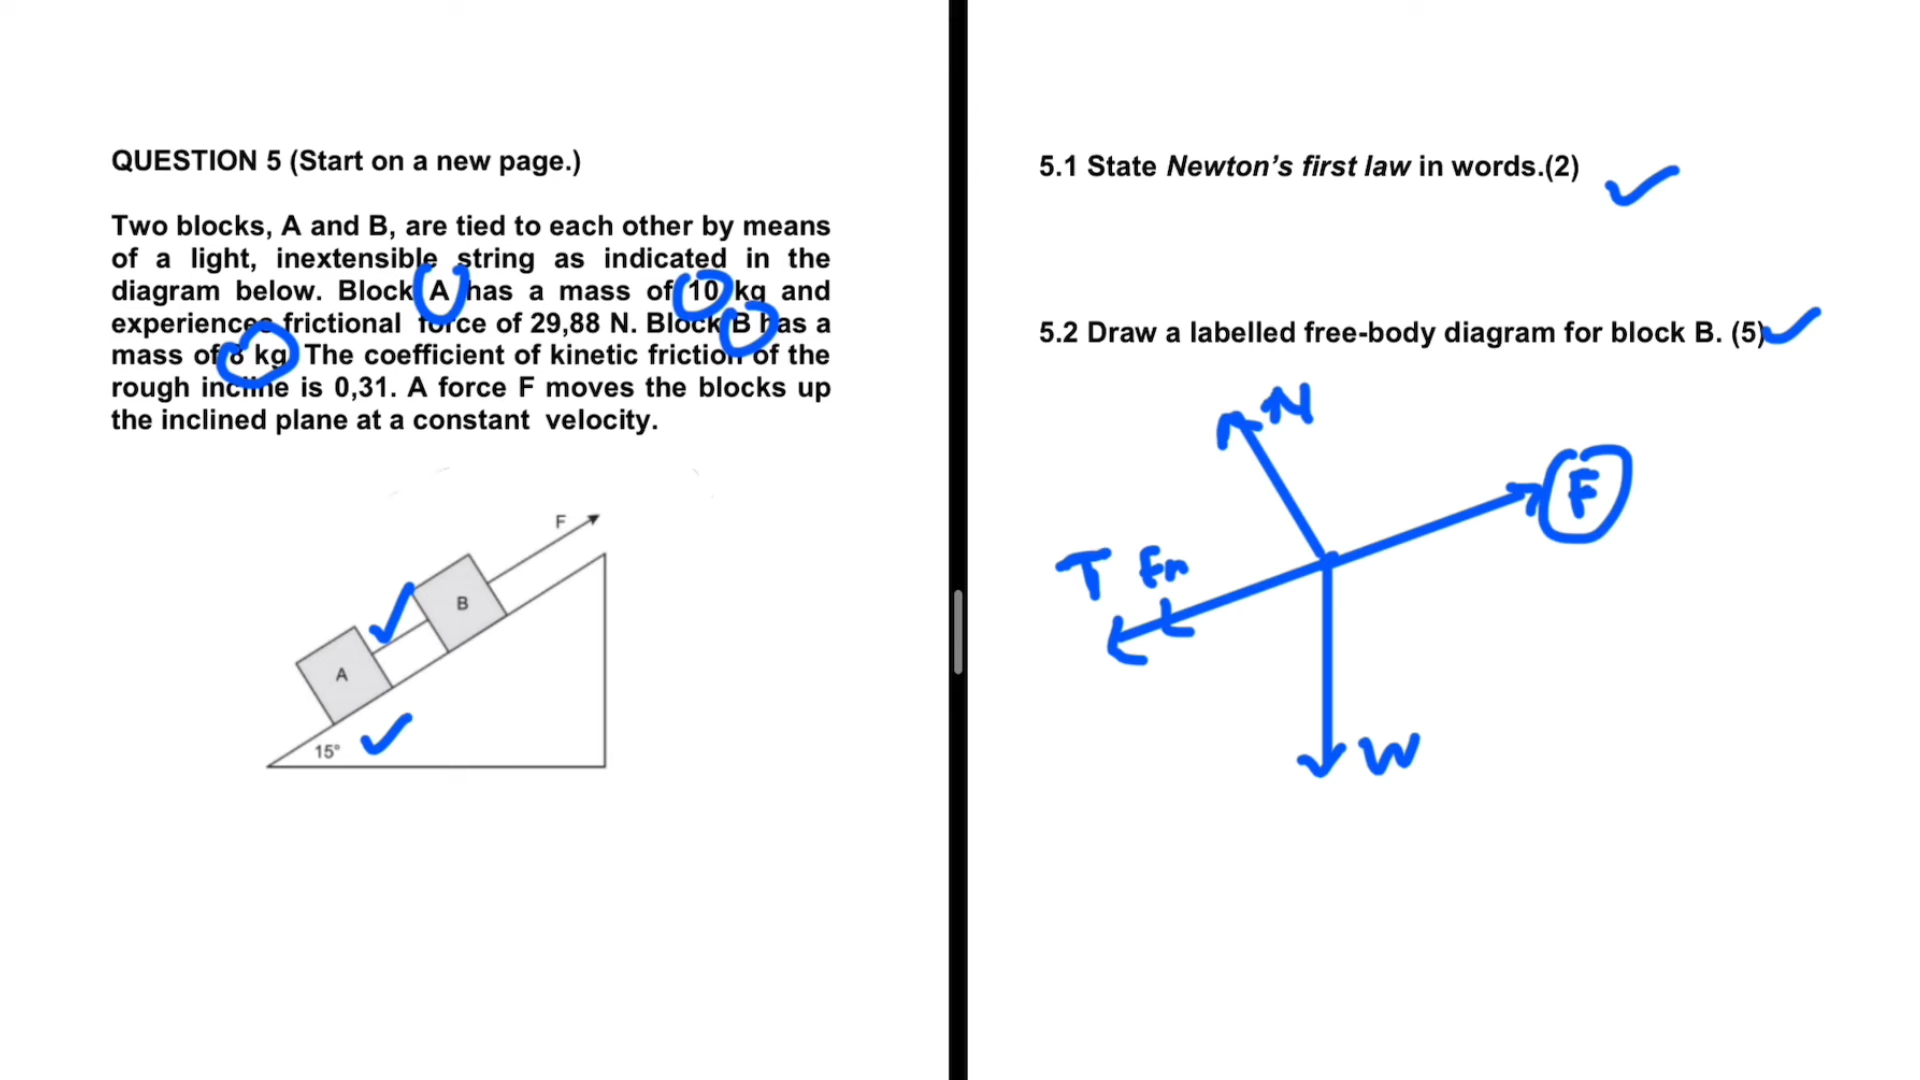 QUESTION 5 (Start on a new page.)
Two blocks, A and B, are tied to each other by means
of a light, inextensible string as indicated in the
diagram below. Block A has a mass of 10 kg and
experiences frictional force of 29,88 N. Block B has a
mass of 8 kg. The coefficient of kinetic friction of the
rough incline is 0,31. A force F moves the blocks up
the inclined plane at a constant velocity.
F
B
A
15°
5.1 State Newton's first law in words.(2)
5.2 Draw a labelled free-body diagram for block B. (5)
N
F
T
W